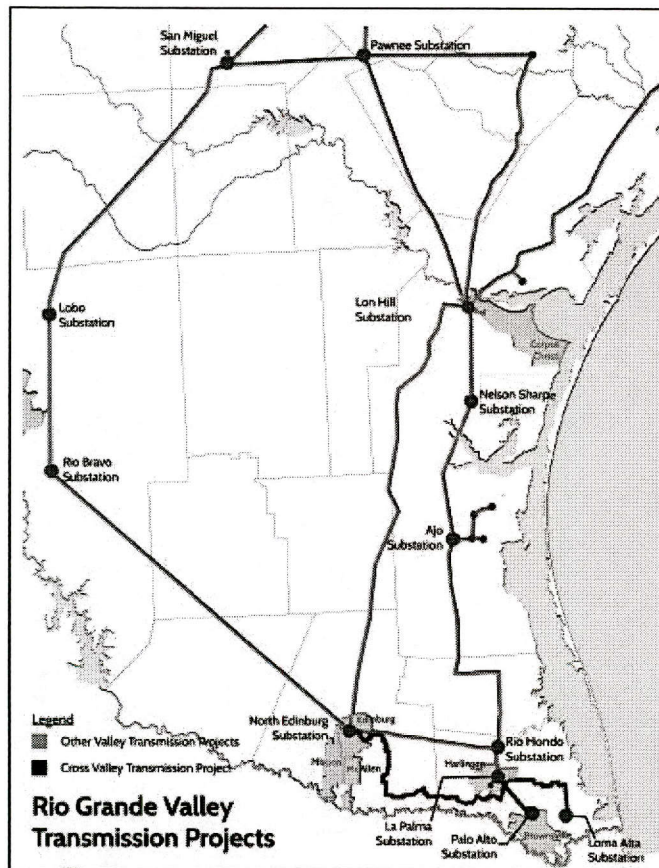 San Miguel
Substation
Pawnee Substation
Lobo
Substation
Lon Hill
Substation
Corpus
Christi
Nelson Sharpe
Substation
Rio Bravo
Substation
Ajo
Substation
Legend
Other Valley Transmission Projects
Cross Valley Transmission Project
North Edinburg
Substation
Edinburg
Mission
McAllen
Rio Hondo
Substation
Harlingen
La Palma
Substation
Palo Alto
Substation
Loma Alta
Substation
Rio Grande Valley
Transmission Projects